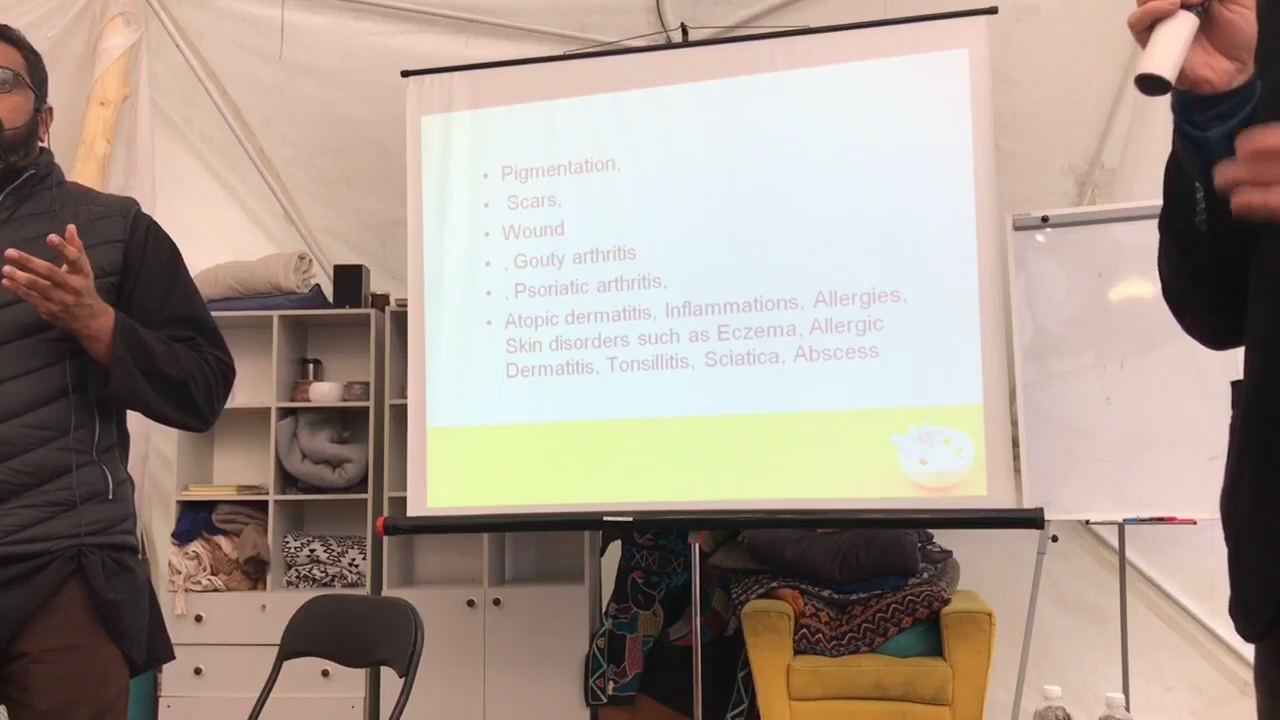 • Pigmentation,
• Scars,
• Wound
• , Gouty arthritis
• , Psoriatic arthritis,
• Atopic dermatitis, Inflammations, Allergies,
Skin disorders such as Eczema, Allergic
Dermatitis, Tonsillitis, Sciatica, Abscess